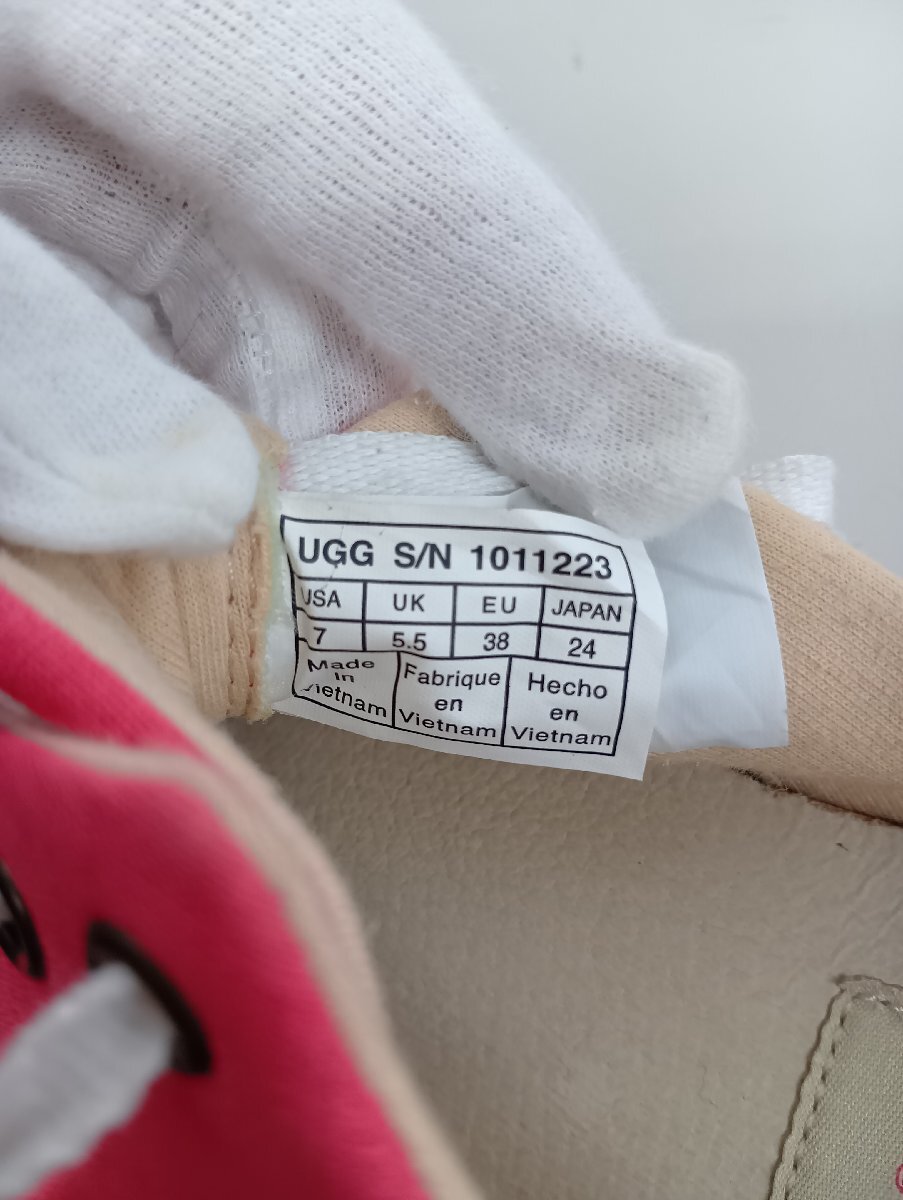 UGG S/N 1011223
USA UK EU JAPAN
7 5.5 38 24
Made
in
Vietnam
Fabrique
en
Vietnam
Hecho
en
Vietnam